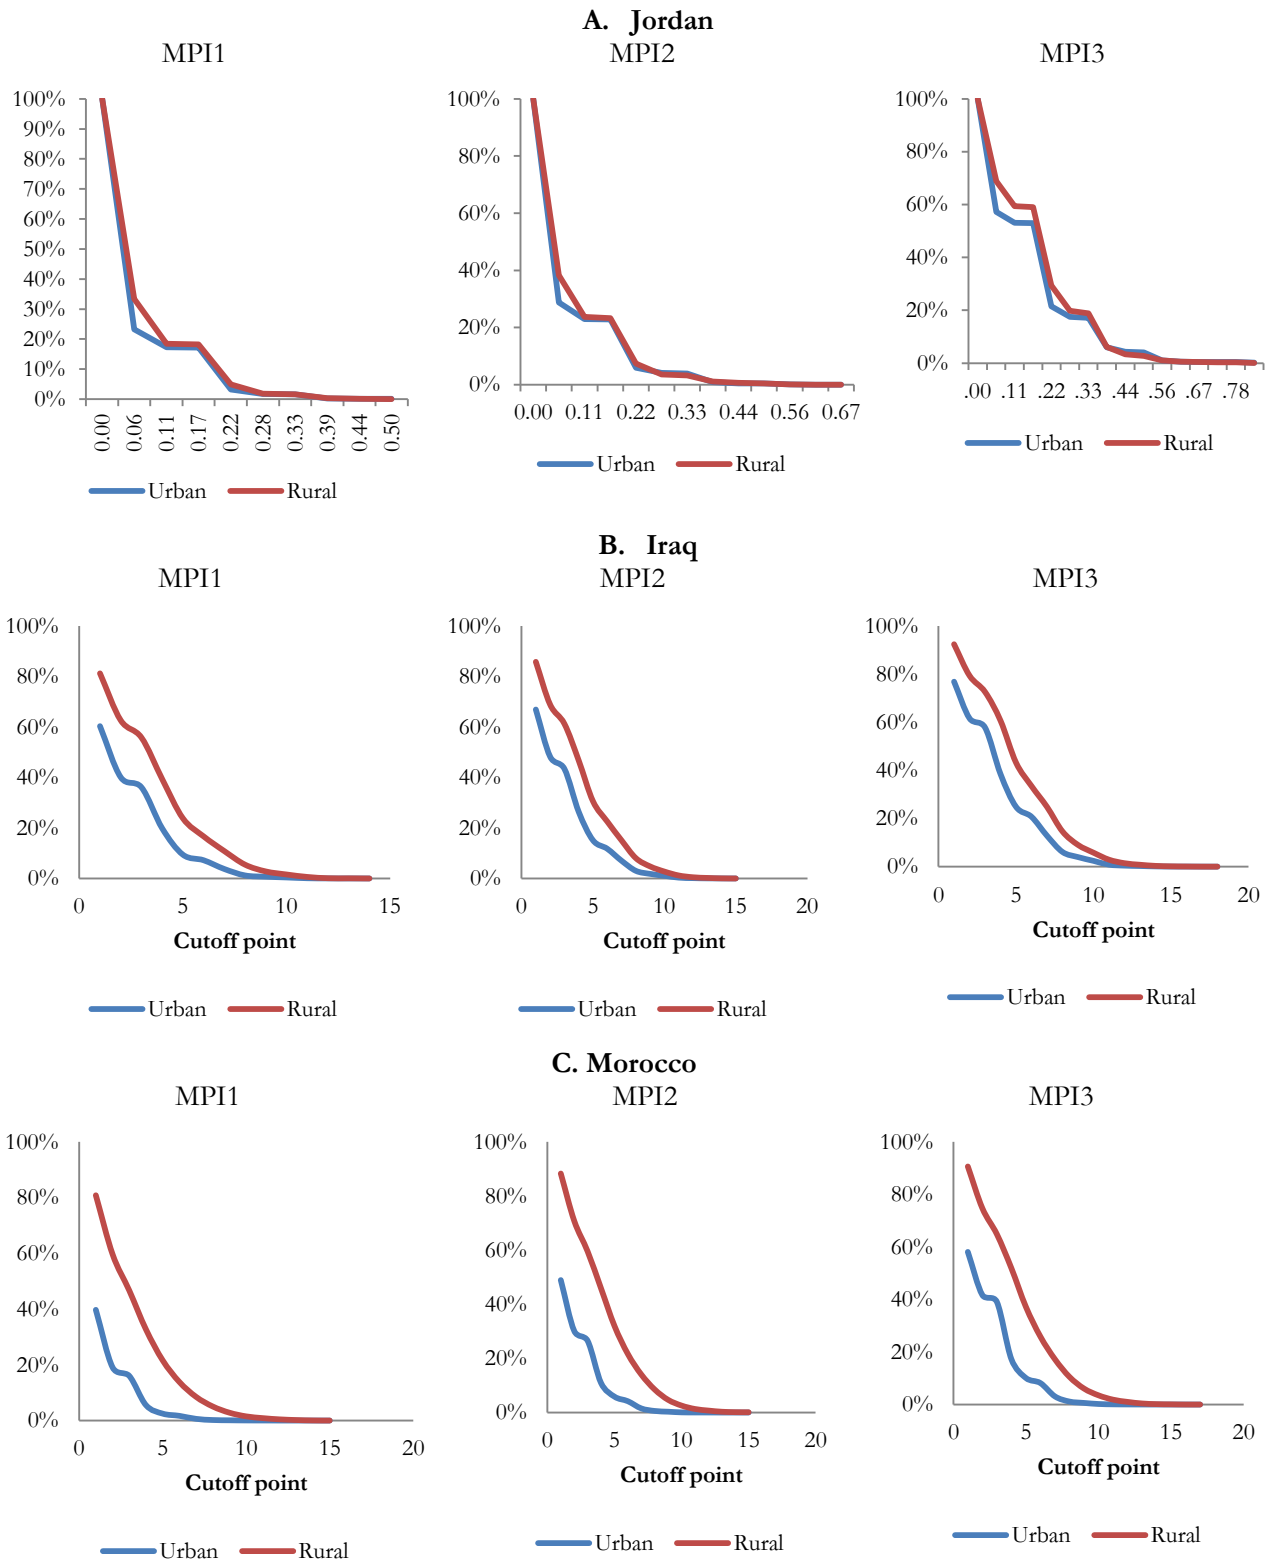 A. Jordan
MPI1 MPI2 MPI3
100%
90%
80%
70%
60%
50%
40%
30%
20%
10%
0%
0.00 0.06 0.11 0.17 0.22 0.28 0.33 0.39 0.44 0.50
Urban Rural
100%
80%
60%
40%
20%
0%
0.00 0.11 0.22 0.33 0.44 0.56 0.67
Urban Rural
100%
80%
60%
40%
20%
0%
.00 .11 .22 .33 .44 .56 .67 .78
Urban Rural
B. Iraq
MPI1 MPI2 MPI3
100%
80%
60%
40%
20%
0%
0 5 10 15
Cutoff point
Urban Rural
100%
80%
60%
40%
20%
0%
0 5 10 15 20
Cutoff point
Urban Rural
100%
80%
60%
40%
20%
0%
0 5 10 15 20
Cutoff point
Urban Rural
C. Morocco
MPI1 MPI2 MPI3
100%
80%
60%
40%
20%
0%
0 5 10 15 20
Cutoff point
Urban Rural
100%
80%
60%
40%
20%
0%
0 5 10 15 20
Cutoff point
Urban Rural
100%
80%
60%
40%
20%
0%
0 5 10 15 20
Cutoff point
Urban Rural